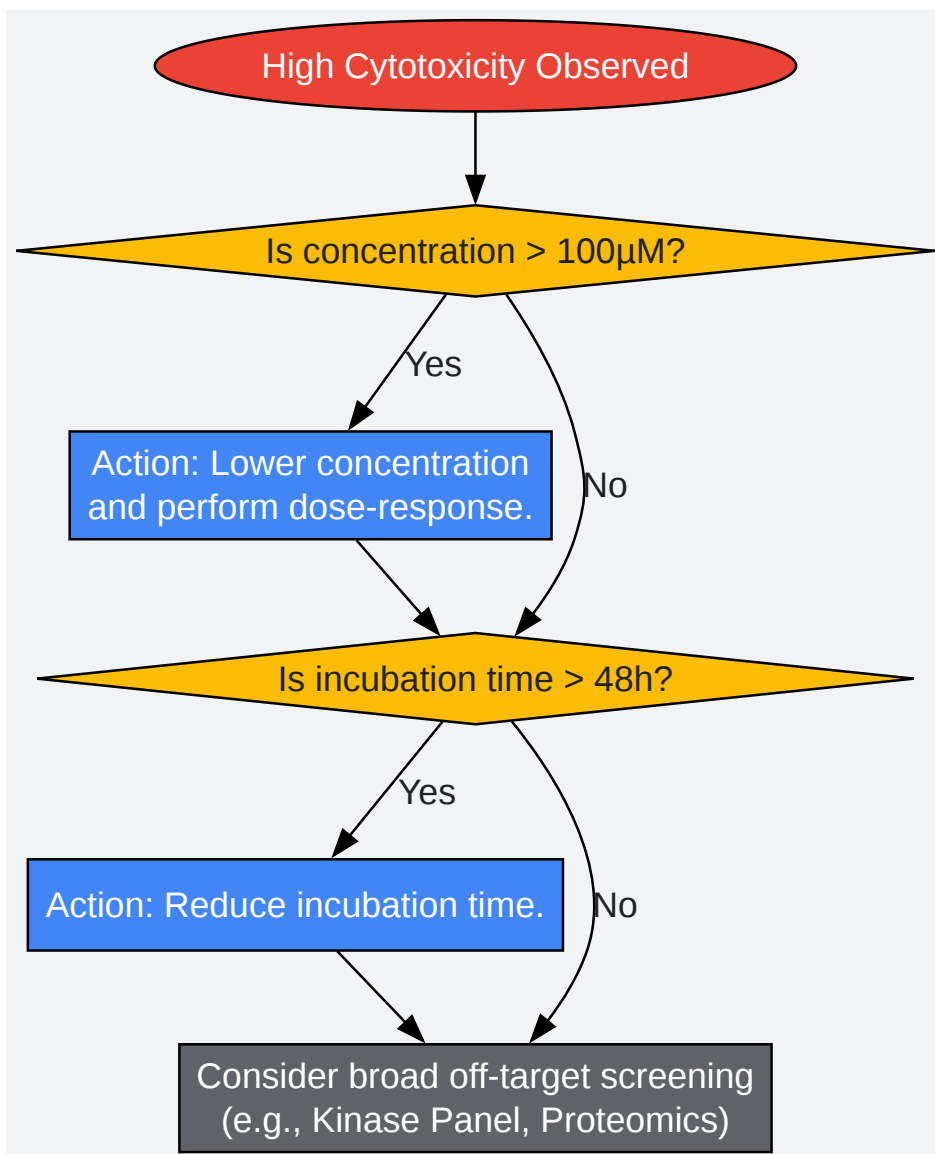 High Cytotoxicity Observed
Is concentration > 100µM?
Yes
Action: Lower concentration
and perform dose-response.
No
Is incubation time > 48h?
Yes
Action: Reduce incubation time.
No
Consider broad off-target screening
(e.g., Kinase Panel, Proteomics)